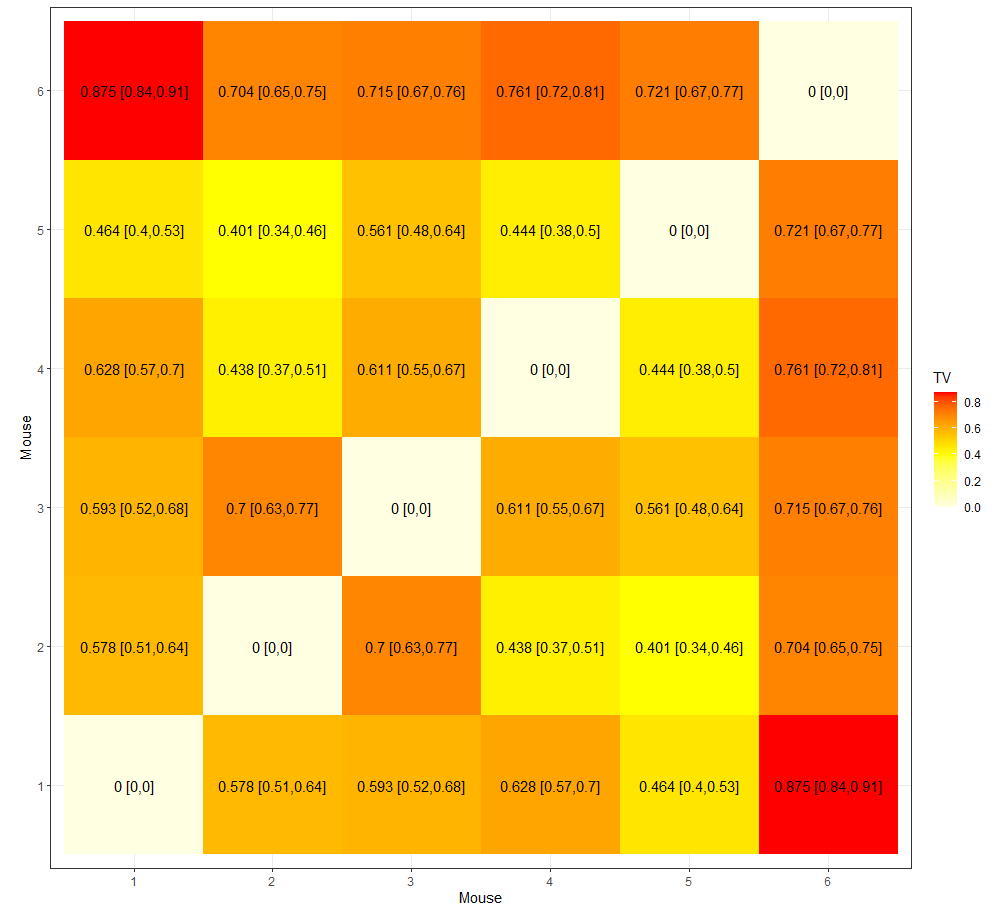 6 0.875 [0.84,0.91] 0.704 [0.65,0.75] 0.715 [0.67,0.76] 0.761 [0.72,0.81] 0.721 [0.67,0.77] 0 [0,0]
5 0.464 [0.4,0.53] 0.401 [0.34,0.46] 0.561 [0.48,0.64] 0.444 [0.38,0.5] 0 [0,0] 0.721 [0.67,0.77]
4 0.628 [0.57,0.7] 0.438 [0.37,0.51] 0.611 [0.55,0.67] 0 [0,0] 0.444 [0.38,0.5] 0.761 [0.72,0.81]
3 0.593 [0.52,0.68] 0.7 [0.63,0.77] 0 [0,0] 0.611 [0.55,0.67] 0.561 [0.48,0.64] 0.715 [0.67,0.76]
2 0.578 [0.51,0.64] 0 [0,0] 0.7 [0.63,0.77] 0.438 [0.37,0.51] 0.401 [0.34,0.46] 0.704 [0.65,0.75]
1 0 [0,0] 0.578 [0.51,0.64] 0.593 [0.52,0.68] 0.628 [0.57,0.7] 0.464 [0.4,0.53] 0.875 [0.84,0.91]
1 2 3 4 5 6
Mouse
Mouse
TV
0.8
0.6
0.4
0.2
0.0